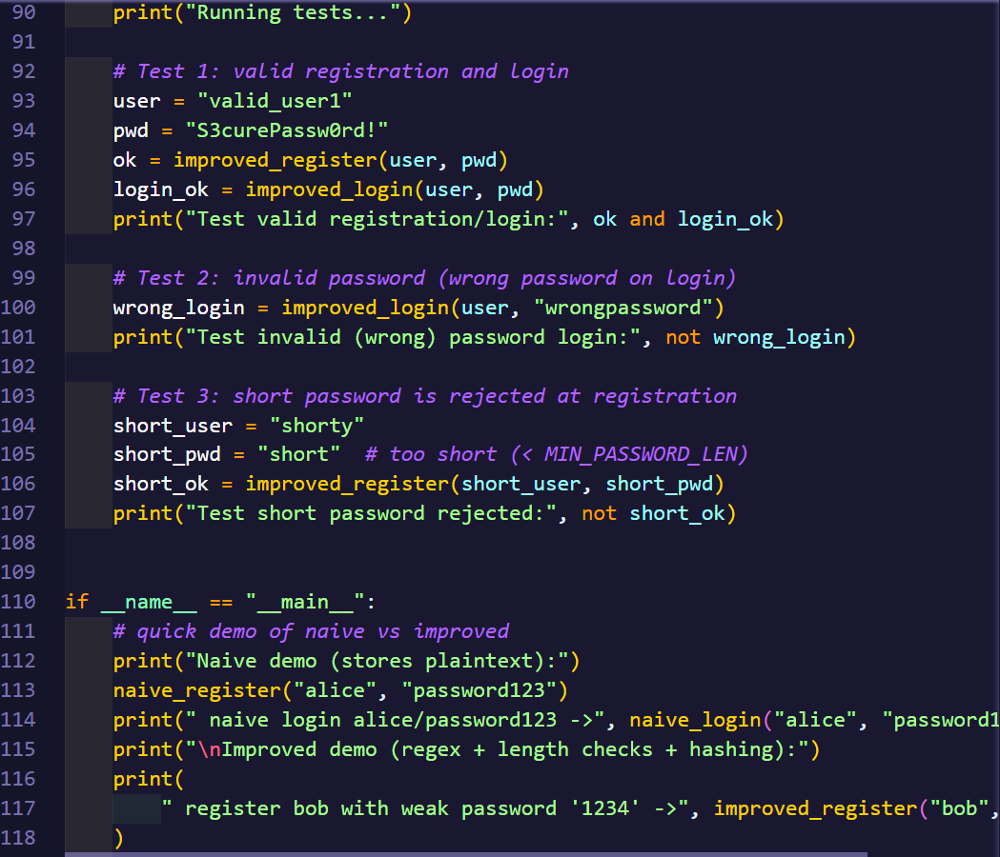 90 print("Running tests...")
91
92 # Test 1: valid registration and login
93 user = "valid_user1"
94 pwd = "S3curePassw0rd!"
95 ok = improved_register(user, pwd)
96 login_ok = improved_login(user, pwd)
97 print("Test valid registration/login:", ok and login_ok)
98
99 # Test 2: invalid password (wrong password on login)
100 wrong_login = improved_login(user, "wrongpassword")
101 print("Test invalid (wrong) password login:", not wrong_login)
102
103 # Test 3: short password is rejected at registration
104 short_user = "shorty"
105 short_pwd = "short"  # too short (< MIN_PASSWORD_LEN)
106 short_ok = improved_register(short_user, short_pwd)
107 print("Test short password rejected:", not short_ok)
108
109
110 if __name__ == "__main__":
111 # quick demo of naive vs improved
112 print("Naive demo (stores plaintext):")
113 naive_register("alice", "password123")
114 print(" naive login alice/password123 ->", naive_login("alice", "password1
115 print("\nImproved demo (regex + length checks + hashing):")
116 print(
117 " register bob with weak password '1234' ->", improved_register("bob",
118 )